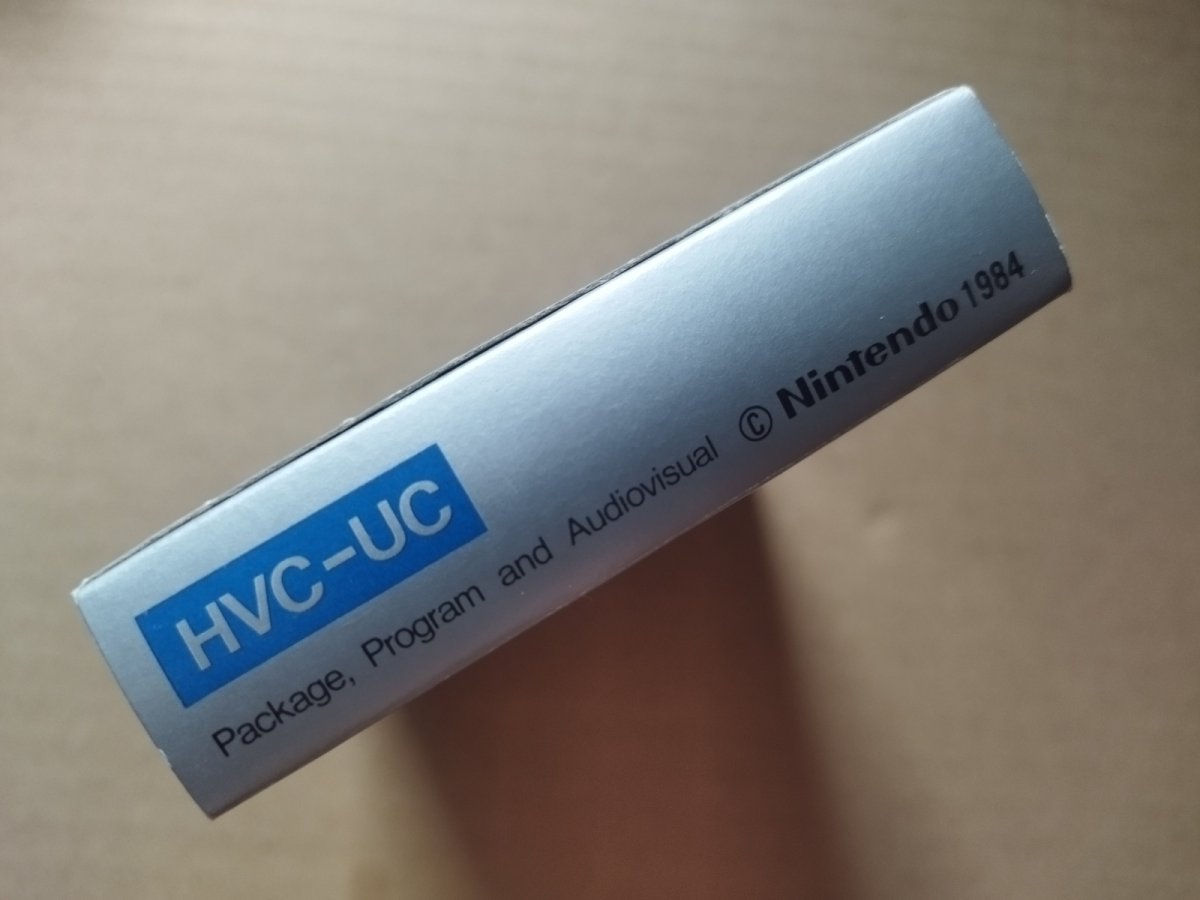 HVC-UC
Package, Program and Audiovisual © Nintendo 1984